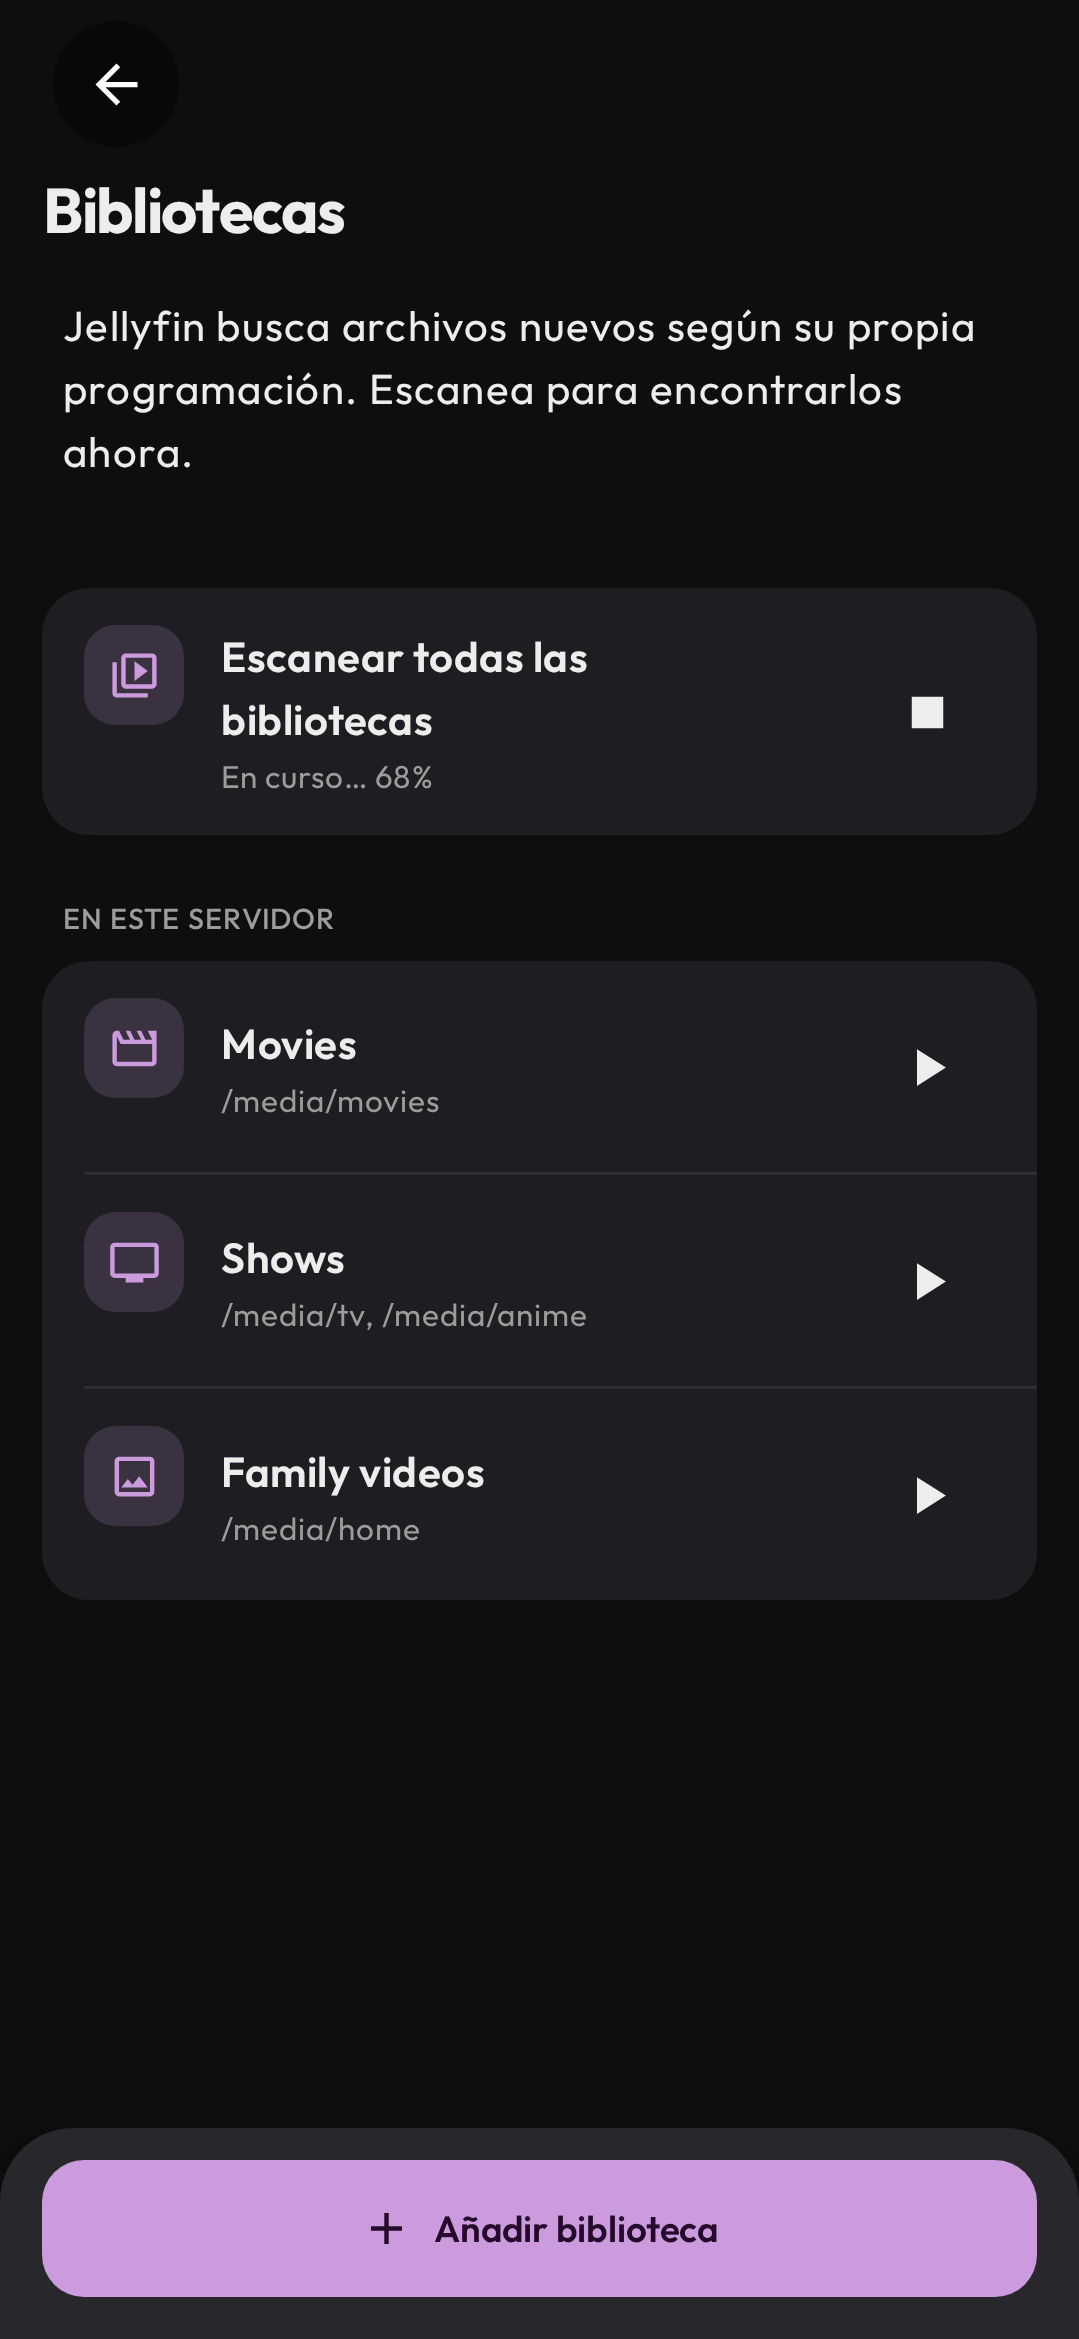 Bibliotecas
Jellyfin busca archivos nuevos según su propia
programación. Escanea para encontrarlos
ahora.
Escanear todas las
bibliotecas
En curso... 68%
EN ESTE SERVIDOR
Movies
/media/movies
Shows
/media/tv, /media/anime
Family videos
/media/home
Añadir biblioteca